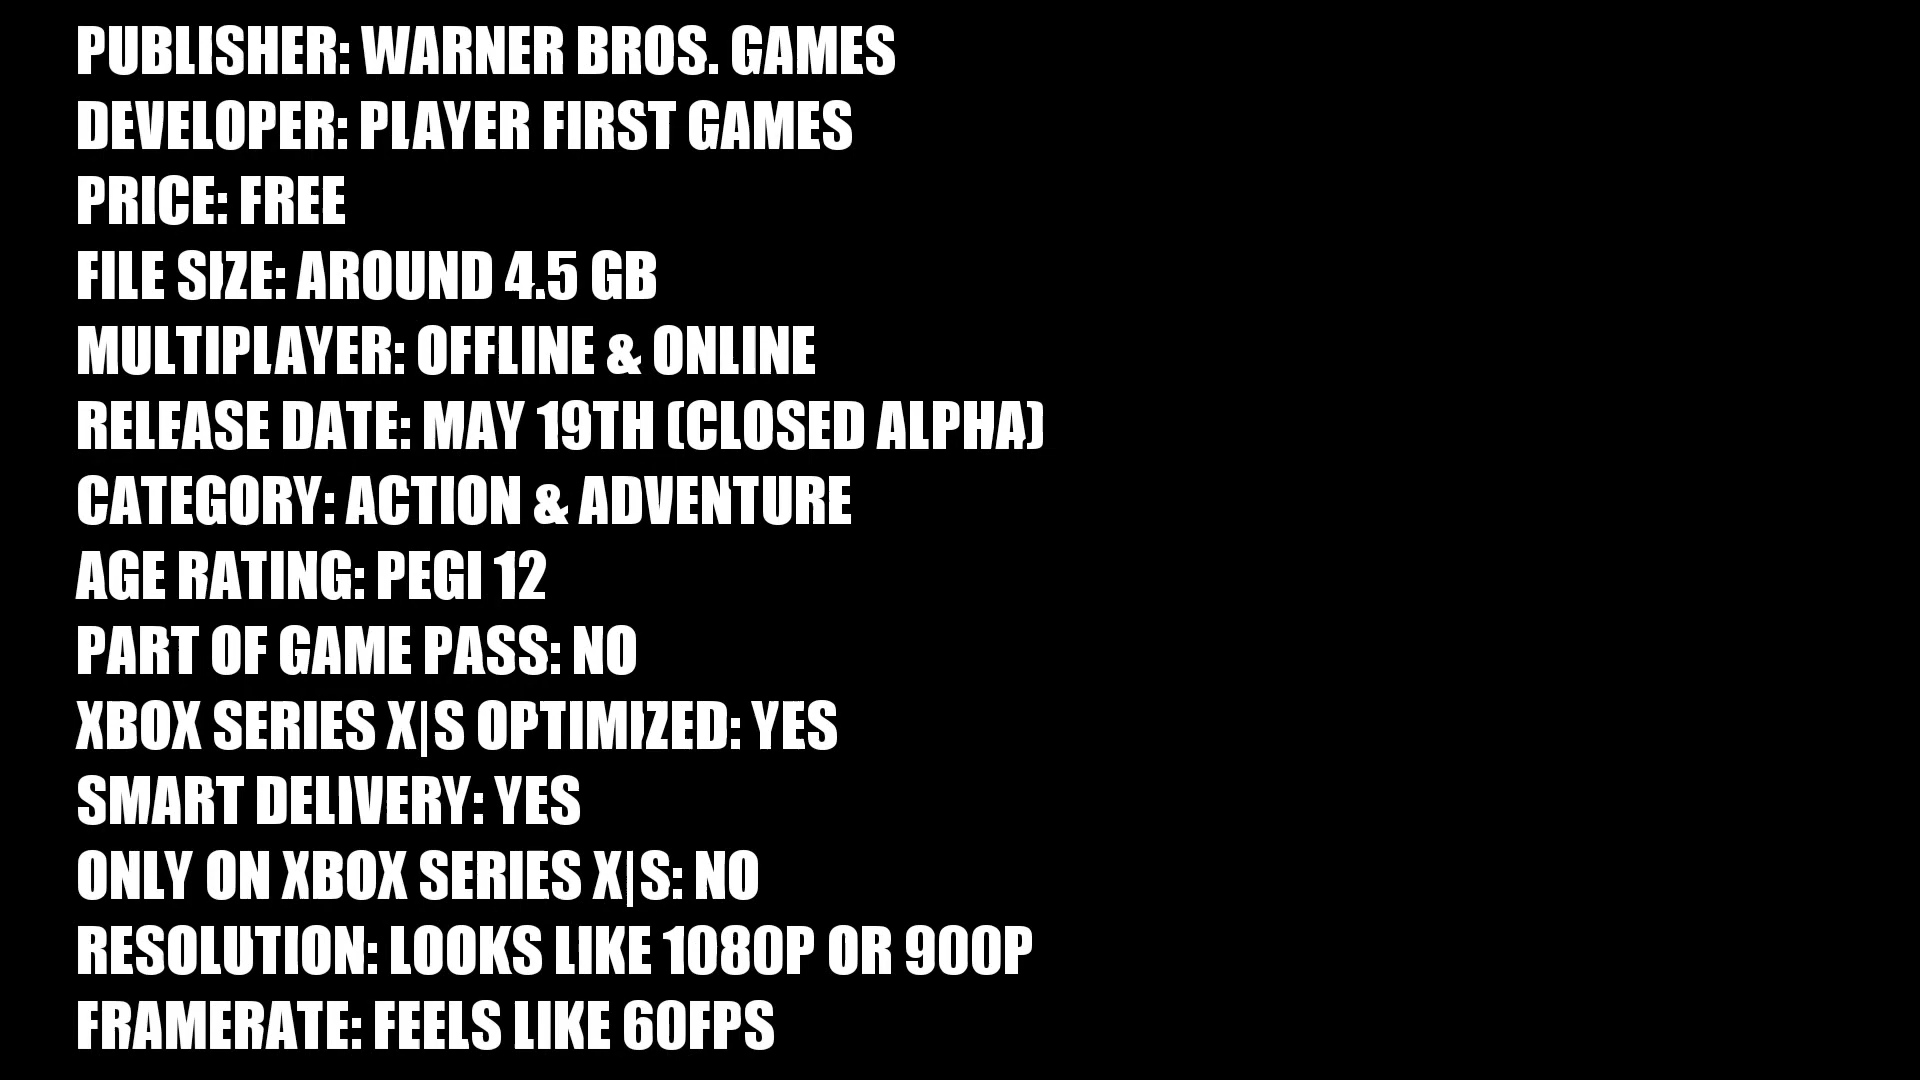 PUBLISHER: WARNER BROS. GAMES
DEVELOPER: PLAYER FIRST GAMES
PRICE: FREE
FILE SIZE: AROUND 4.5 GB
MULTIPLAYER: OFFLINE & ONLINE
RELEASE DATE: MAY 19TH (CLOSED ALPHA)
CATEGORY: ACTION & ADVENTURE
AGE RATING: PEGI 12
PART OF GAME PASS: NO
XBOX SERIES X|S OPTIMIZED: YES
SMART DELIVERY: YES
ONLY ON XBOX SERIES X|S: NO
RESOLUTION: LOOKS LIKE 1080P OR 900P
FRAMERATE: FEELS LIKE 60FPS